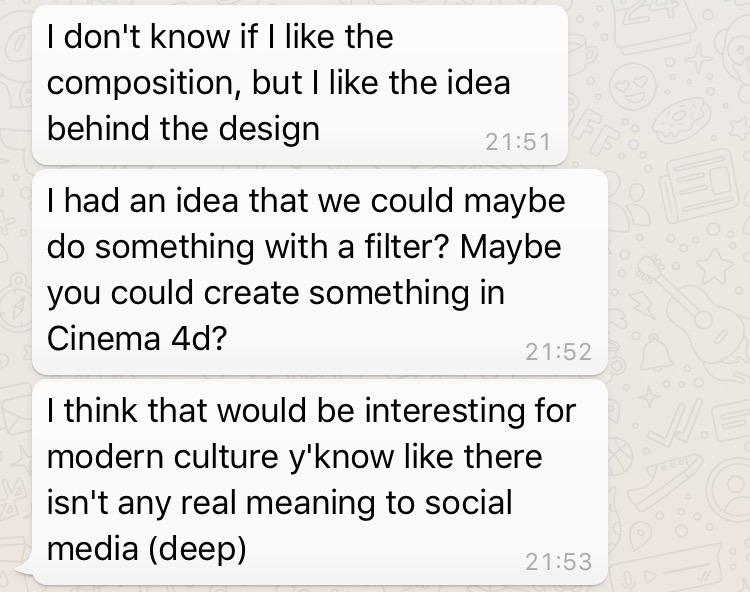 I don't know if I like the
composition, but I like the idea
behind the design
21:51
I had an idea that we could maybe
do something with a filter? Maybe
you could create something in
Cinema 4d?
21:52
I think that would be interesting for
modern culture y'know like there
isn't any real meaning to social
media (deep)
21:53